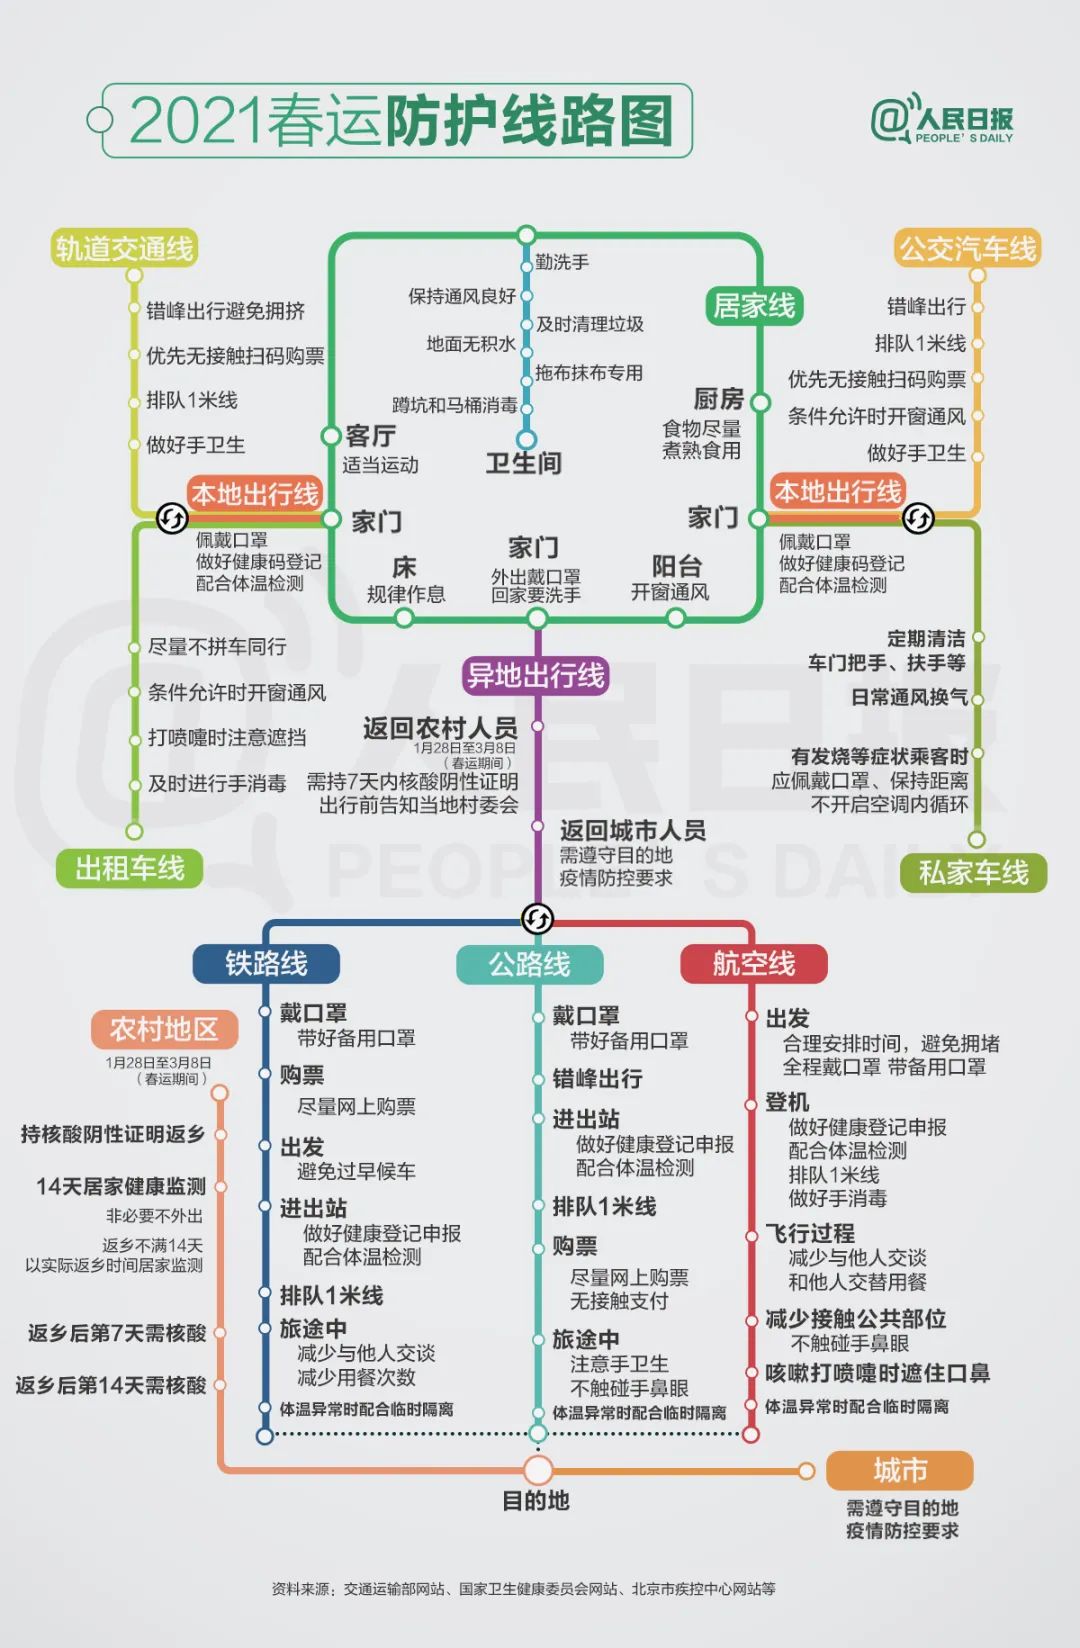 2021春运防护线路图
@人民日报
PEOPLE'S DAILY
轨道交通线
错峰出行避免拥挤
优先无接触扫码购票
排队1米线
做好手卫生
本地出行线
佩戴口罩
做好健康码登记
配合体温检测
尽量不拼车同行
条件允许时开窗通风
打喷嚏时注意遮挡
及时进行手消毒
出租车线
居家线
勤洗手
保持通风良好
及时清理垃圾
地面无积水
拖布抹布专用
蹲坑和马桶消毒
卫生间
客厅
适当运动
厨房
食物尽量
煮熟食用
家门
家门
床
规律作息
家门
外出戴口罩
回家要洗手
阳台
开窗通风
公交汽车线
错峰出行
排队1米线
优先无接触扫码购票
条件允许时开窗通风
做好手卫生
本地出行线
佩戴口罩
做好健康码登记
配合体温检测
定期清洁
车门把手、扶手等
日常通风换气
有发烧等症状乘客时
应佩戴口罩、保持距离
不开启空调内循环
私家车线
异地出行线
返回农村人员
1月28日至3月8日
（春运期间）
需持7天内核酸阴性证明
出行前告知当地村委会
返回城市人员
需遵守目的地
疫情防控要求
@人民日报
PEOPLE'S DAILY
铁路线
戴口罩
带好备用口罩
购票
尽量网上购票
出发
避免过早候车
进出站
做好健康登记申报
配合体温检测
排队1米线
旅途中
减少与他人交谈
减少用餐次数
体温异常时配合临时隔离
公路线
戴口罩
带好备用口罩
错峰出行
进出站
做好健康登记申报
配合体温检测
排队1米线
购票
尽量网上购票
无接触支付
旅途中
注意手卫生
不触碰手鼻眼
体温异常时配合临时隔离
航空线
出发
合理安排时间，避免拥堵
全程戴口罩 带备用口罩
登机
做好健康登记申报
配合体温检测
排队1米线
做好手消毒
飞行过程
减少与他人交谈
和他人交替用餐
减少接触公共部位
不触碰手鼻眼
咳嗽打喷嚏时遮住口鼻
体温异常时配合临时隔离
农村地区
1月28日至3月8日
（春运期间）
持核酸阴性证明返乡
14天居家健康监测
非必要不外出
返乡不满14天
以实际返乡时间居家监测
返乡后第7天需核酸
返乡后第14天需核酸
目的地
城市
需遵守目的地
疫情防控要求
资料来源：交通运输部网站、国家卫生健康委员会网站、北京市疾控中心网站等